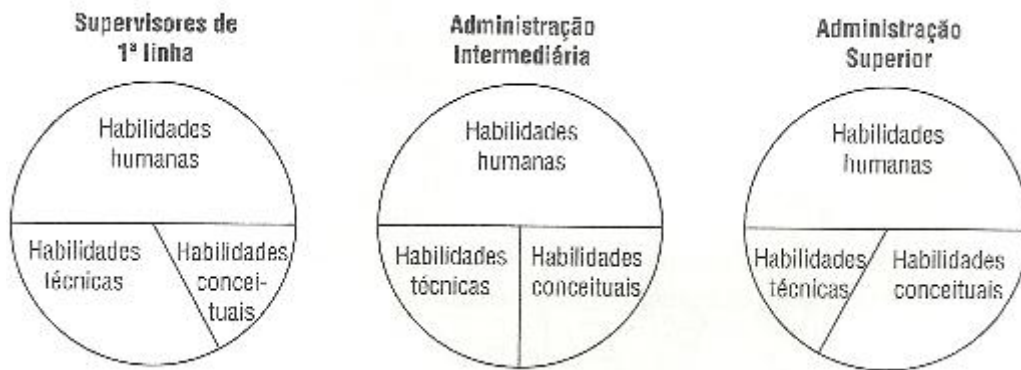 Supervisores de
1ª linha
Habilidades
humanas
Habilidades
técnicas
Habilidades
concei-
tuais
Administração
Intermediária
Habilidades
humanas
Habilidades
técnicas
Habilidades
conceituais
Administração
Superior
Habilidades
humanas
Habilidades
técnicas
Habilidades
conceituais